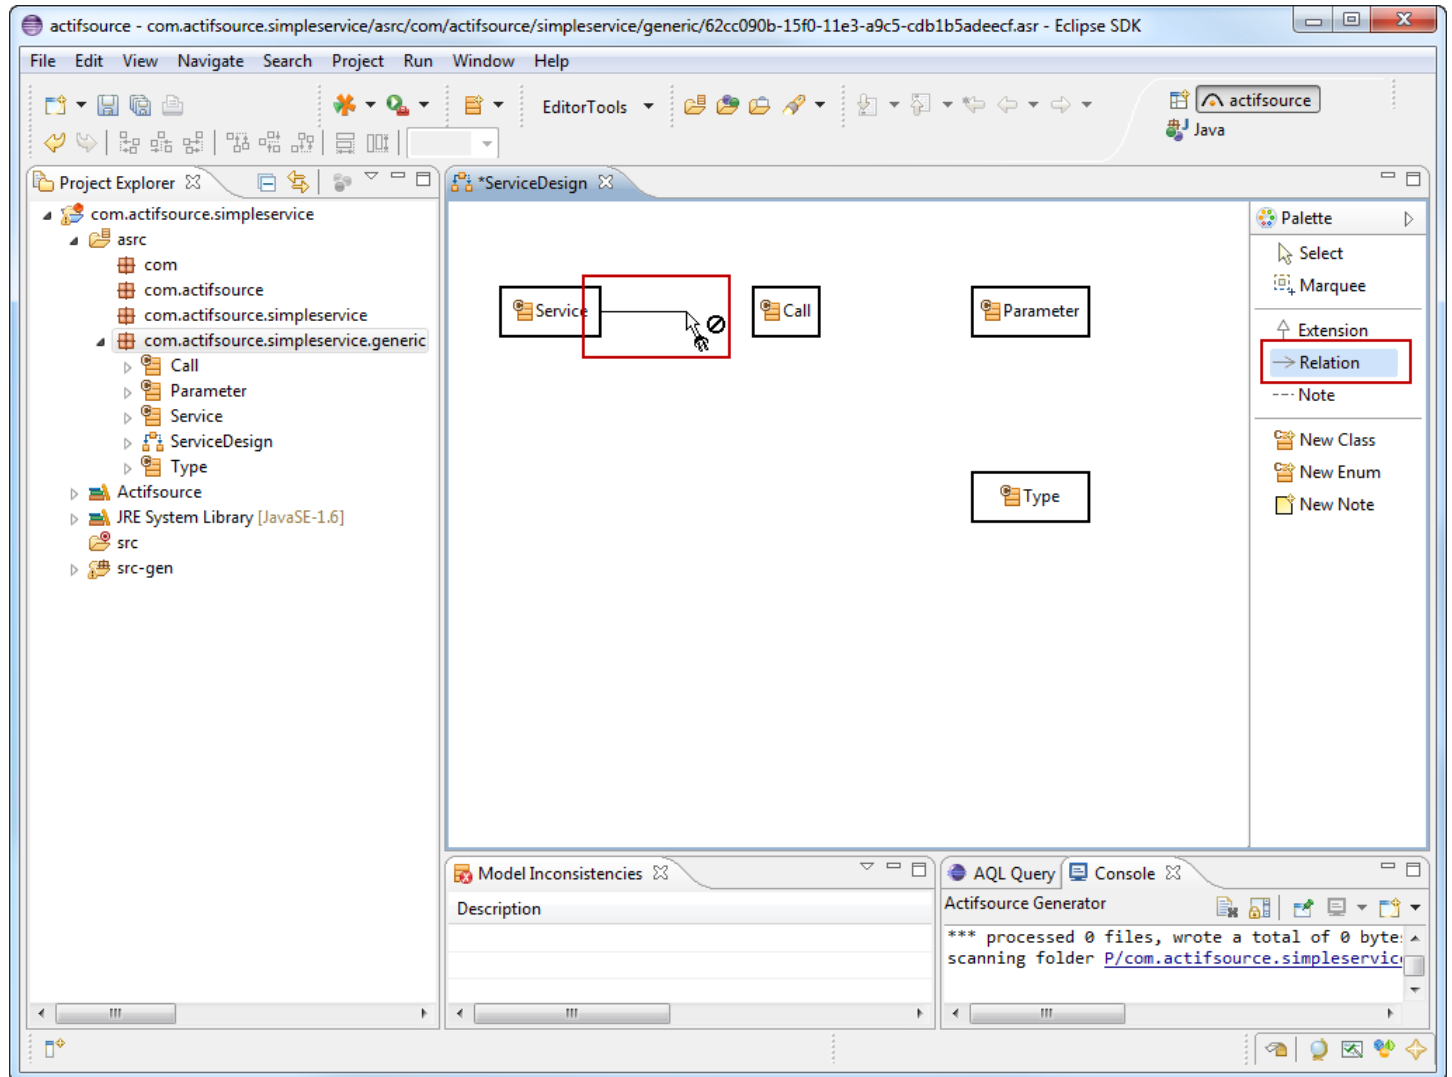 actifsource - com.actifsource.simpleservice/asrc/com/actifsource/simpleservice/generic/62cc090b-15f0-11e3-a9c5-cdb1b5adeecf.asr - Eclipse SDK
File Edit View Navigate Search Project Run Window Help
EditorTools
actifsource
Java
Project Explorer
com.actifsource.simpleservice
asrc
com
com.actifsource
com.actifsource.simpleservice
com.actifsource.simpleservice.generic
Call
Parameter
Service
ServiceDesign
Type
Actifsource
JRE System Library [JavaSE-1.6]
src
src-gen
*ServiceDesign
Service
Call
Parameter
Type
Palette
Select
Marquee
Extension
Relation
Note
New Class
New Enum
New Note
Model Inconsistencies
Description
AQL Query
Console
Actifsource Generator
*** processed 0 files, wrote a total of 0 byte
scanning folder P/com.actifsource.simpleservic